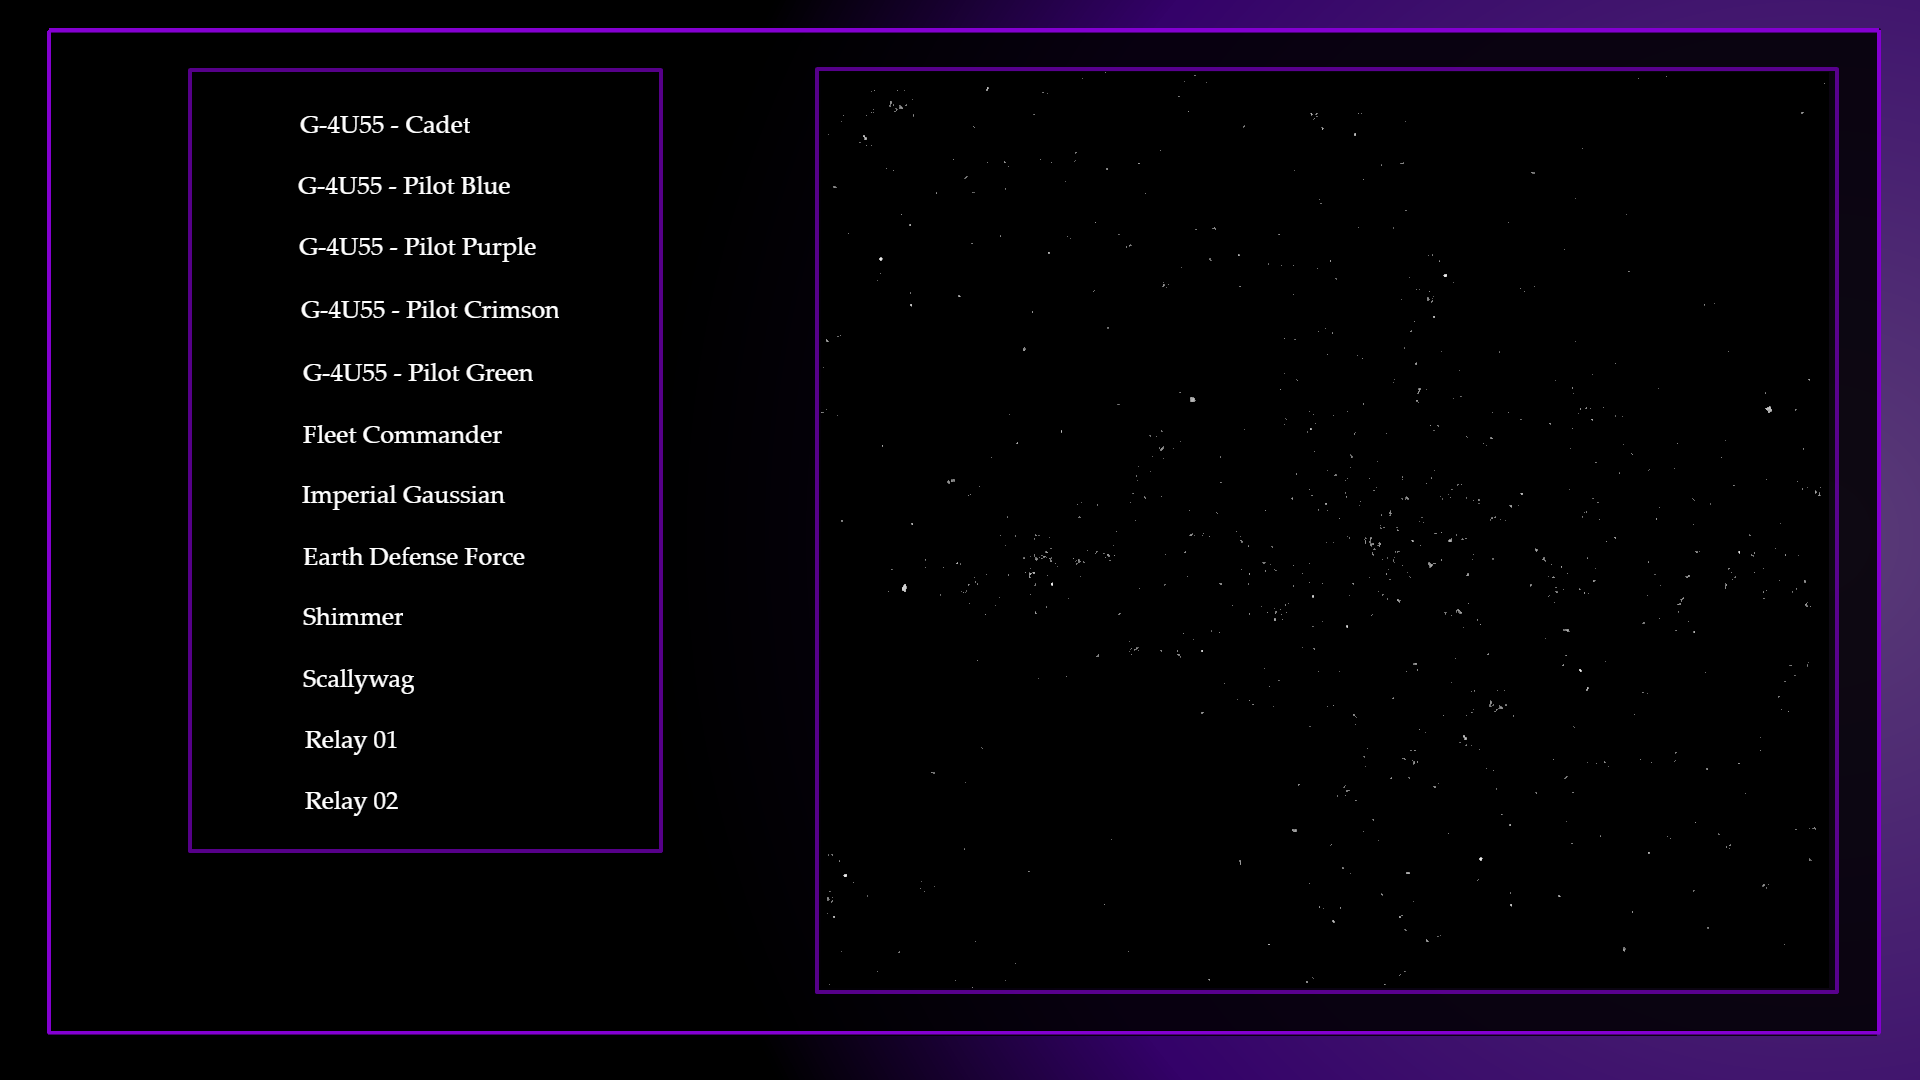 G-4U55 - Cadet
G-4U55 - Pilot Blue
G-4U55 - Pilot Purple
G-4U55 - Pilot Crimson
G-4U55 - Pilot Green
Fleet Commander
Imperial Gaussian
Earth Defense Force
Shimmer
Scallywag
Relay 01
Relay 02